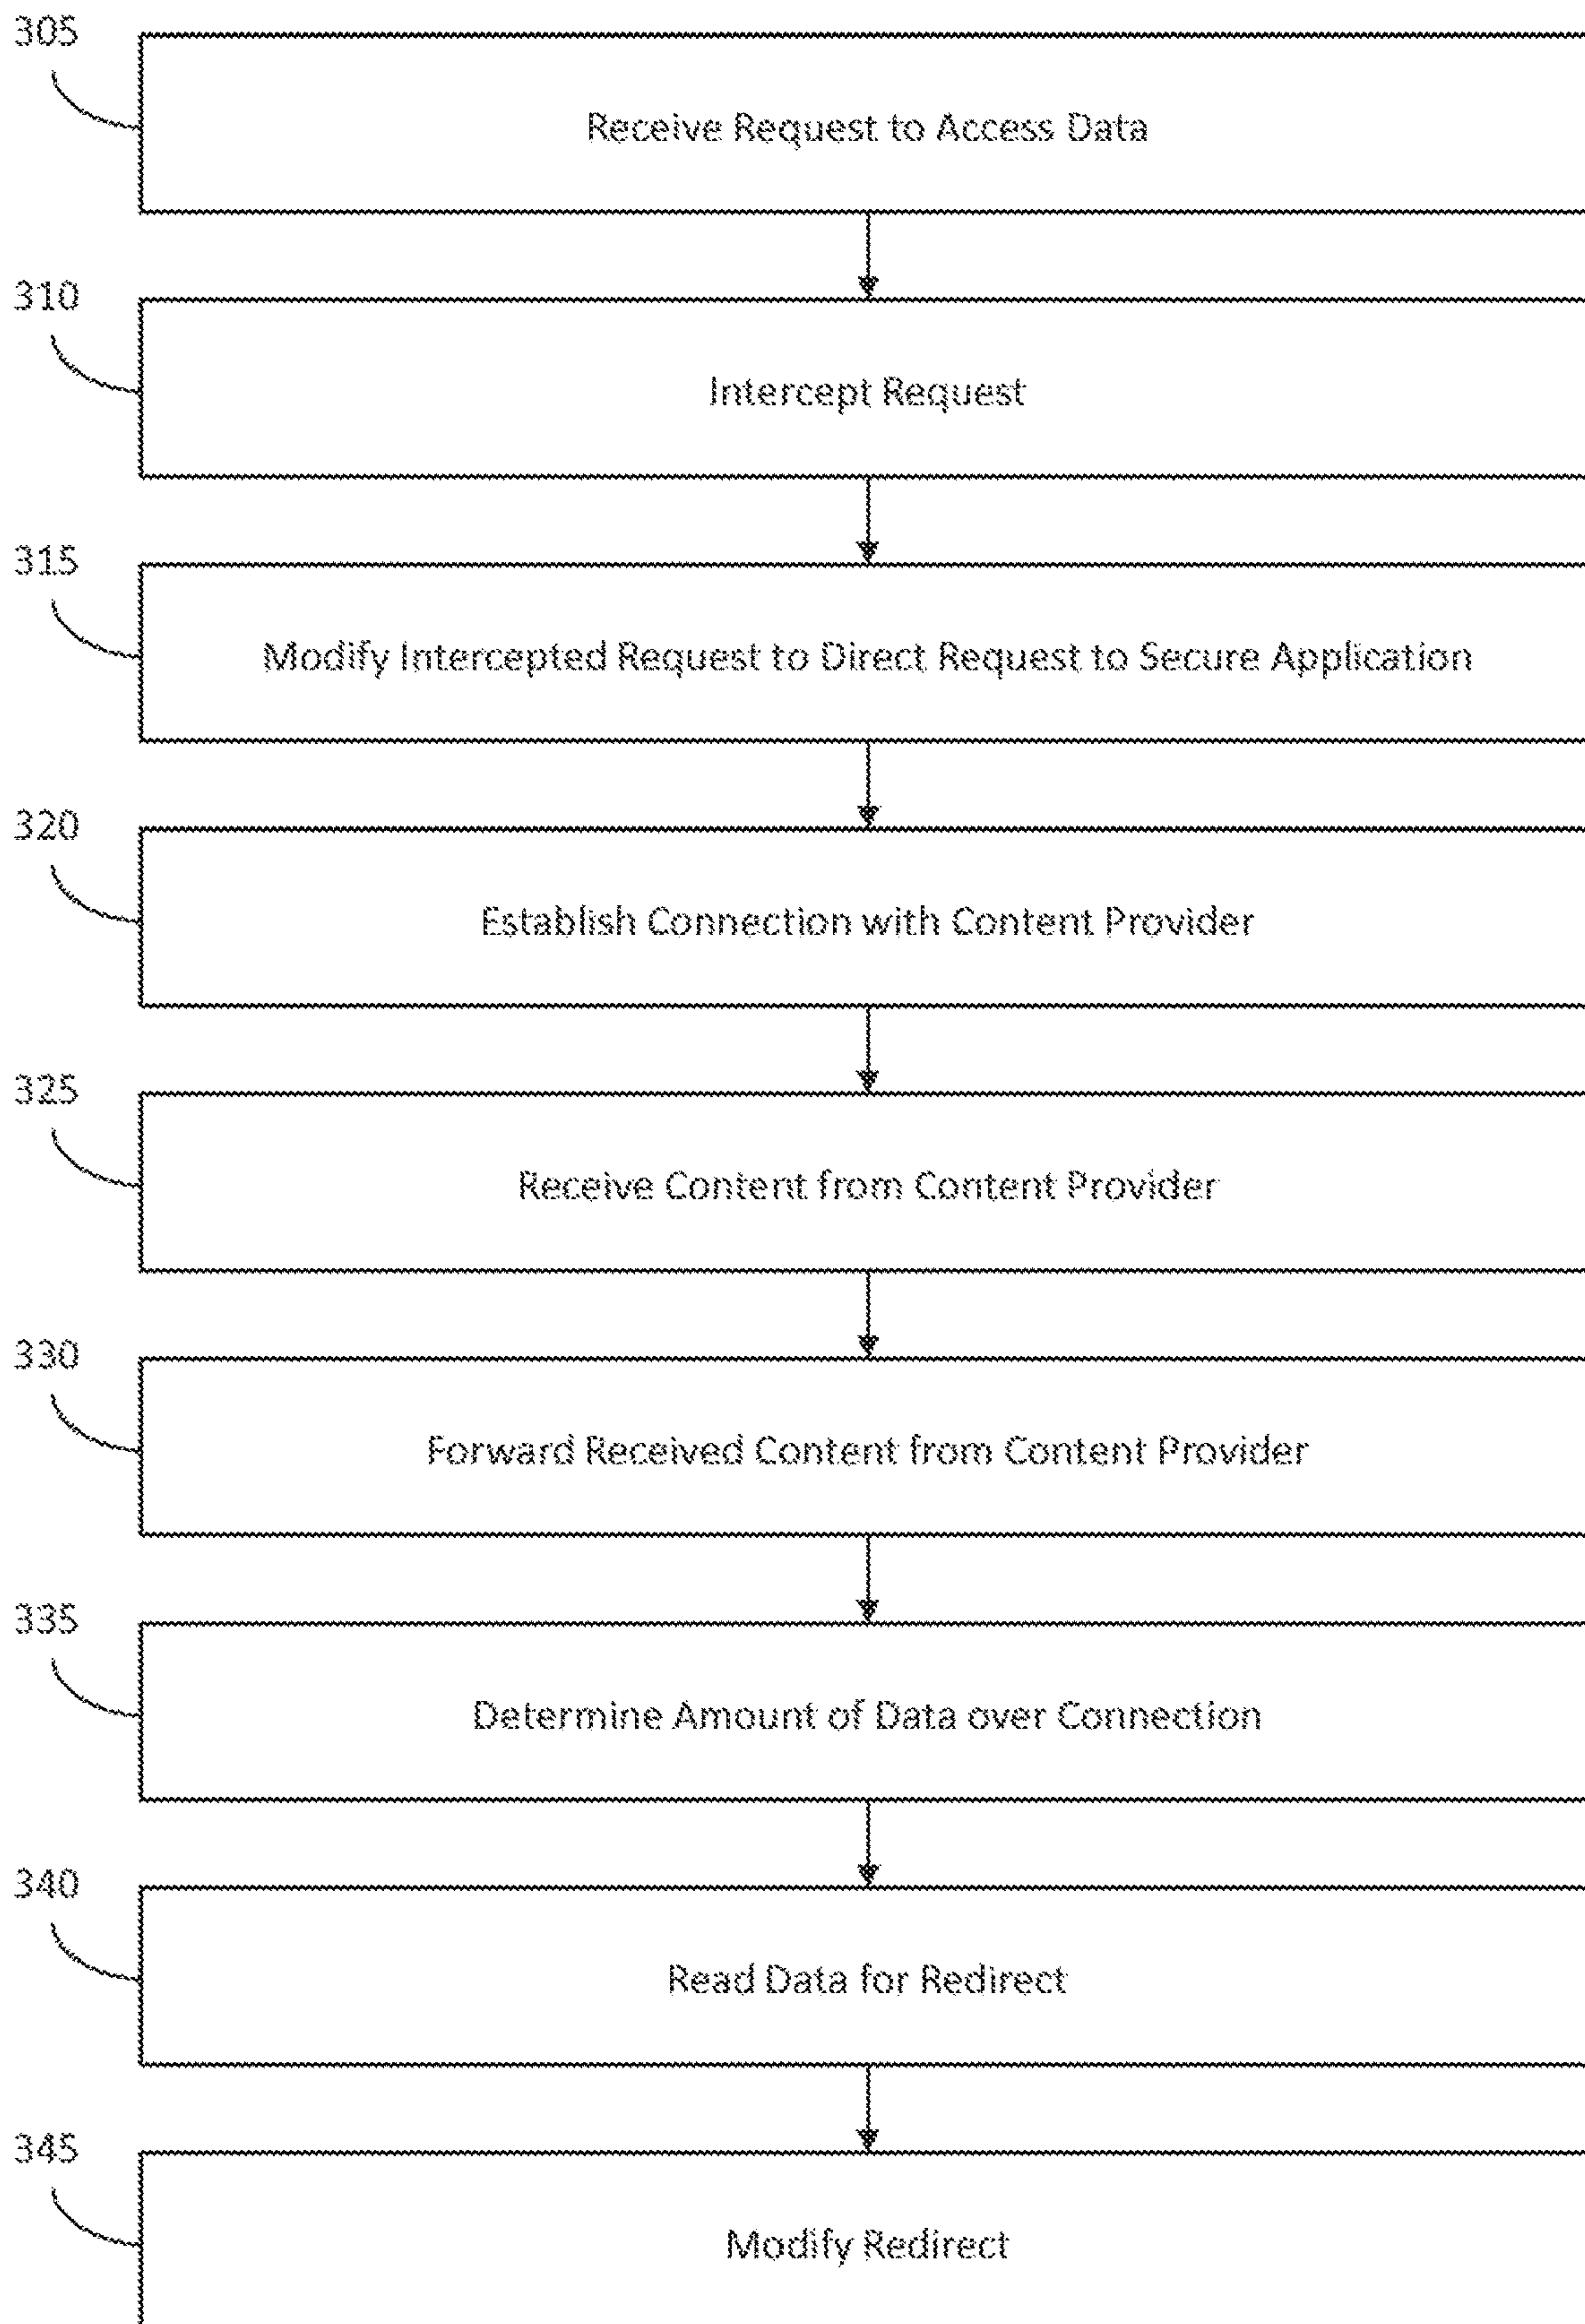 305
Receive Request to Access Data
310
Intercept Request
315
Modify Intercepted Request to Direct Request to Secure Application
320
Establish Connection with Content Provider
325
Receive Content from Content Provider
330
Forward Received Content from Content Provider
335
Determine Amount of Data over Connection
340
Read Data for Redirect
345
Modify Redirect